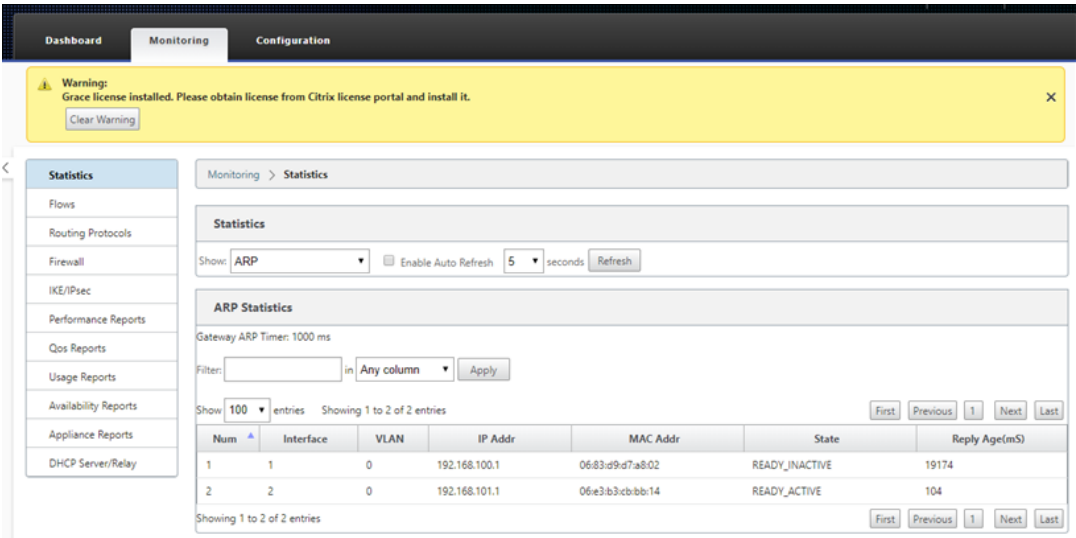 Dashboard Monitoring Configuration
Warning:
Grace license installed. Please obtain license from Citrix license portal and install it.
Clear Warning
Statistics
Flows
Routing Protocols
Firewall
IKE/IPsec
Performance Reports
Qos Reports
Usage Reports
Availability Reports
Appliance Reports
DHCP Server/Relay
Monitoring > Statistics
Statistics
Show: ARP Enable Auto Refresh 5 seconds Refresh
ARP Statistics
Gateway ARP Timer: 1000 ms
Filter: in Any column Apply
Show 100 entries Showing 1 to 2 of 2 entries First Previous 1 Next Last
Num Interface VLAN IP Addr MAC Addr State Reply Age(mS)
1 1 0 192.168.100.1 06:83:d9:d7:a8:02 READY_INACTIVE 19174
2 2 0 192.168.101.1 06:e3:b3:cb:bb:14 READY_ACTIVE 104
Showing 1 to 2 of 2 entries First Previous 1 Next Last